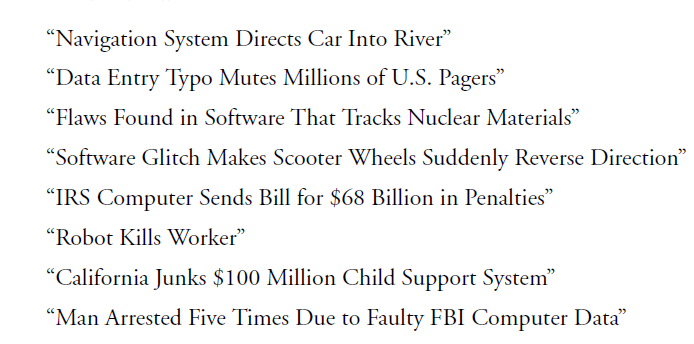 “Navigation System Directs Car Into River”
“Data Entry Typo Mutes Millions of U.S. Pagers”
“Flaws Found in Software That Tracks Nuclear Materials”
“Software Glitch Makes Scooter Wheels Suddenly Reverse Direction”
“IRS Computer Sends Bill for $68 Billion in Penalties”
“Robot Kills Worker”
“California Junks $100 Million Child Support System”
“Man Arrested Five Times Due to Faulty FBI Computer Data”